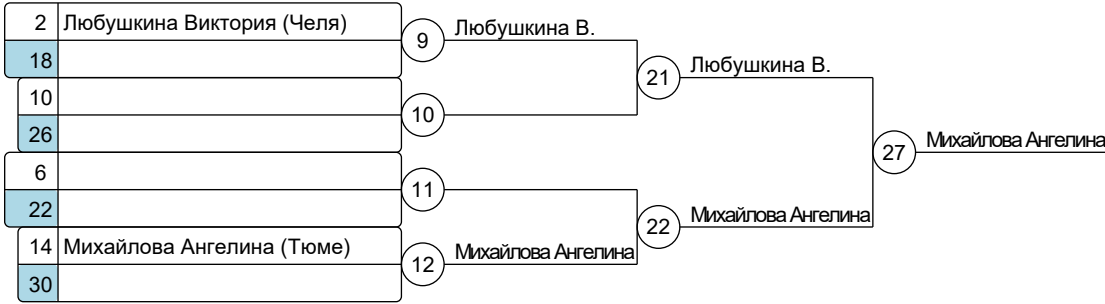 2 Любушкина Виктория (Челя)
18
10
26
6
22
14 Михайлова Ангелина (Тюме)
30
9 Любушкина В.
10
11
12 Михайлова Ангелина
21 Любушкина В.
22 Михайлова Ангелина
27 Михайлова Ангелина